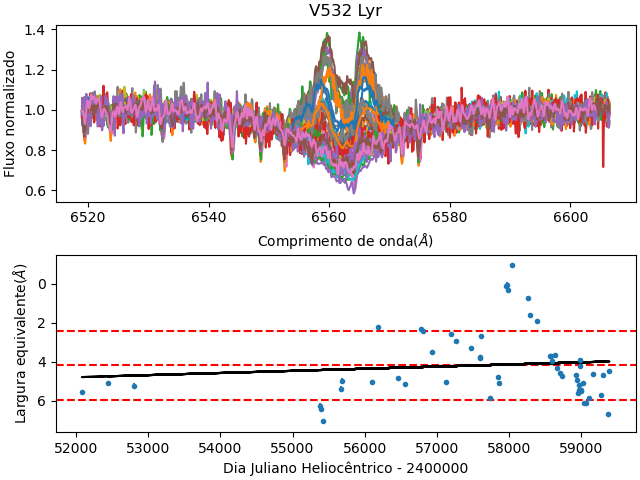 V532 Lyr
Fluxo normalizado
1.4
1.2
1.0
0.8
0.6
6520 6540 6560 6580 6600
Comprimento de onda(Å)
Largura equivalente(Å)
0
2
4
6
52000 53000 54000 55000 56000 57000 58000 59000
Dia Juliano Heliocêntrico - 2400000